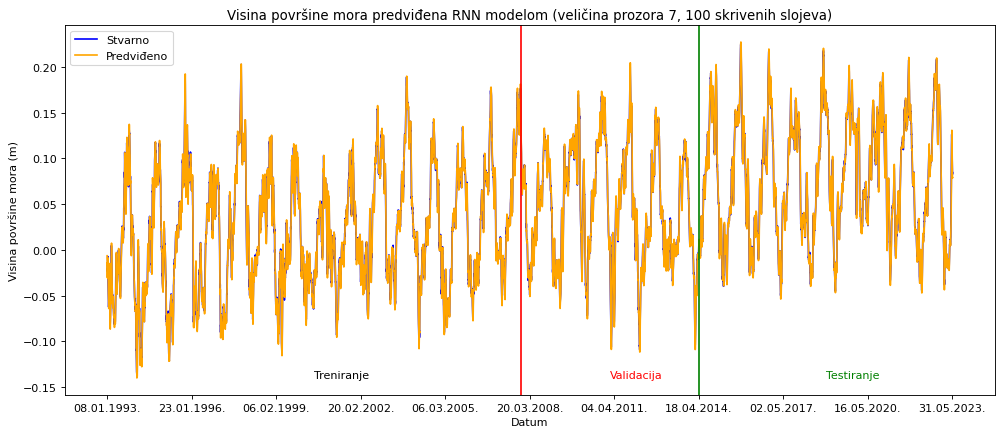 Visina površine mora predviđena RNN modelom (veličina prozora 7, 100 skrivenih slojeva)
Stvarno
Predviđeno
Visina površine mora (m)
0.20
0.15
0.10
0.05
0.00
−0.05
−0.10
−0.15
Treniranje
Validacija
Testiranje
08.01.1993.
23.01.1996.
06.02.1999.
20.02.2002.
06.03.2005.
20.03.2008.
04.04.2011.
18.04.2014.
02.05.2017.
16.05.2020.
31.05.2023.
Datum